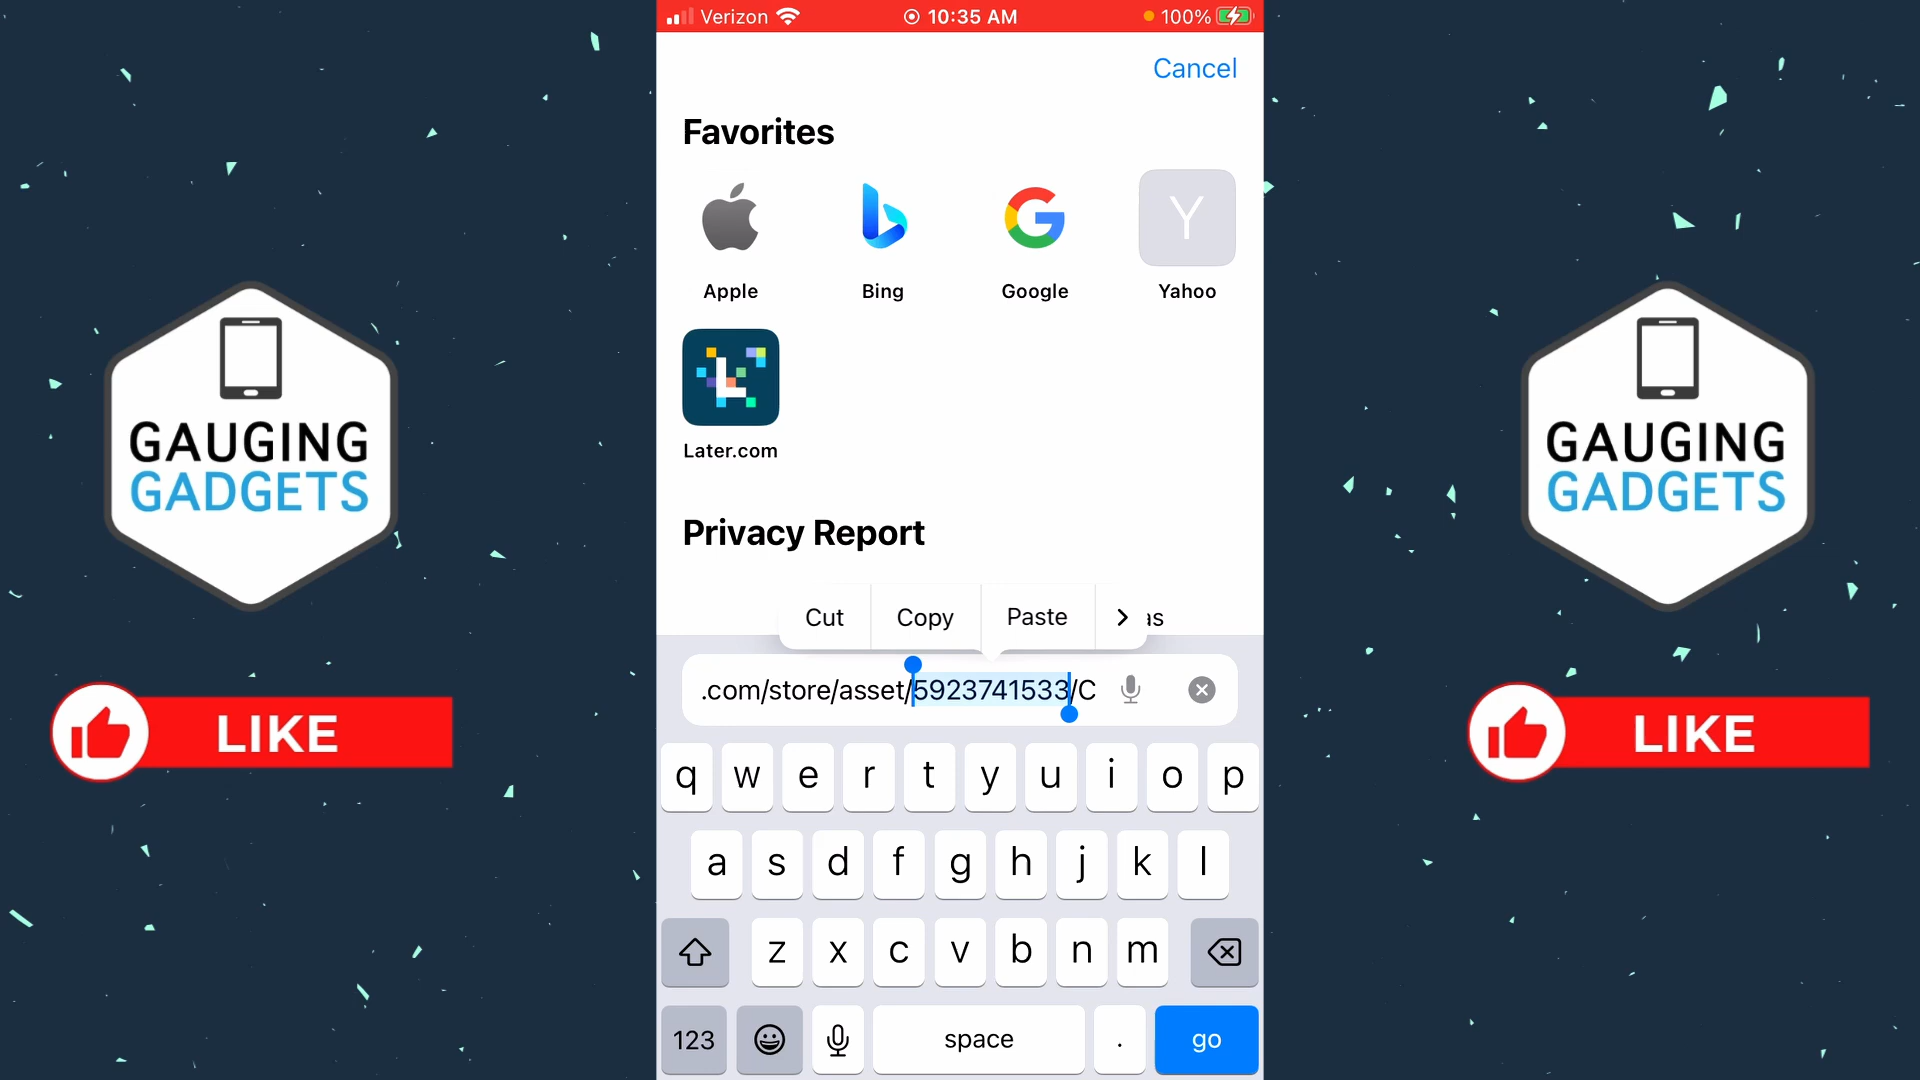 Verizon 10:35 AM 100%
Cancel
Favorites
Apple Bing Google Y Yahoo
Later.com
Privacy Report
Cut Copy Paste as
.com/store/asset/5923741533/C
q w e r t y u i o p
a s d f g h j k l
z x c v b n m
123 space . go
GAUGING
GADGETS
LIKE
GAUGING
GADGETS
LIKE